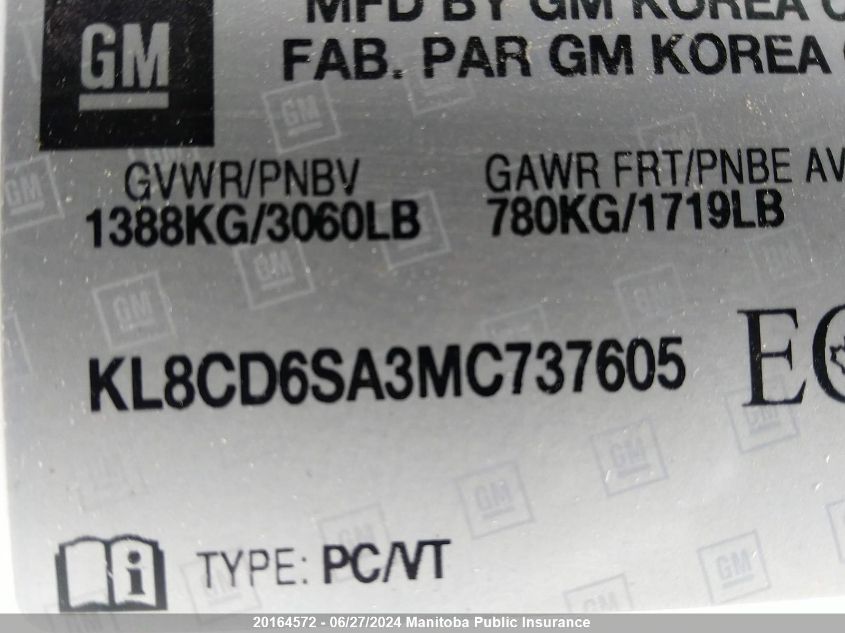 GM
MFD BY GM KOREA
FAB. PAR GM KOREA
GVWR/PNBV GAWR FRT/PNBE AV
1388KG/3060LB 780KG/1719LB
KL8CD6SA3MC737605
TYPE: PC/VT
20164572 - 06/27/2024 Manitoba Public Insurance